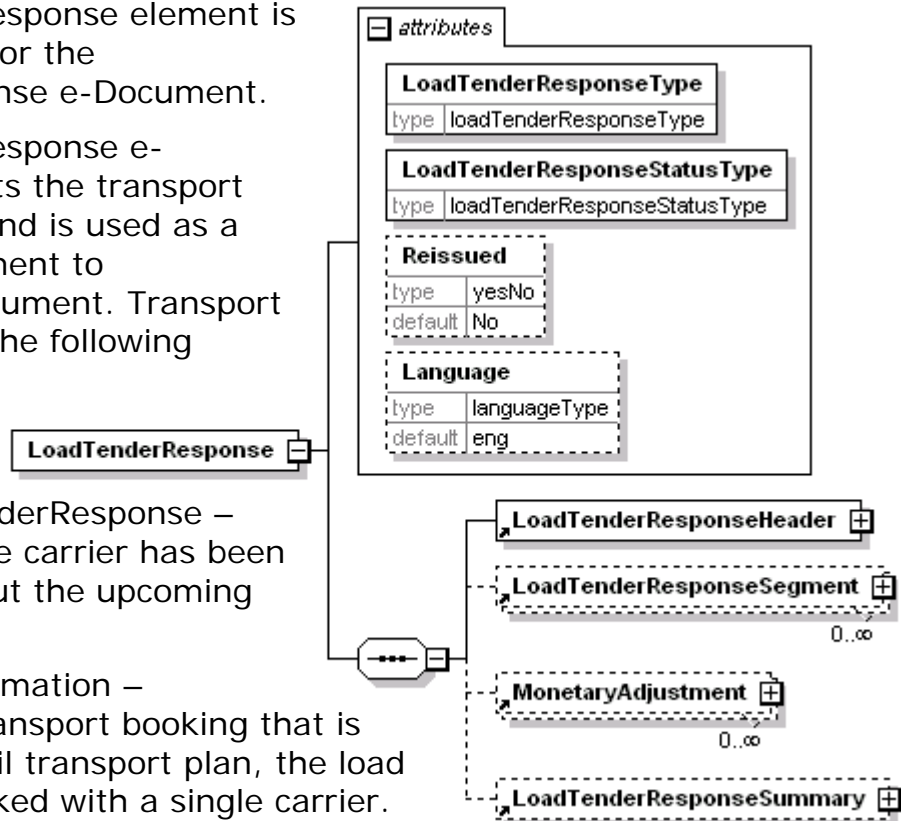 esponse element is
or the
nse e-Document.
esponse e-
ts the transport
nd is used as a
nent to
cument. Transport
he following
derResponse –
e carrier has been
ut the upcoming
mation –
ansport booking that is
il transport plan, the load
ked with a single carrier.
attributes
LoadTenderResponseType
type loadTenderResponseType
LoadTenderResponseStatusType
type loadTenderResponseStatusType
Reissued
type yesNo
default No
Language
type languageType
default eng
LoadTenderResponse
LoadTenderResponseHeader
LoadTenderResponseSegment
0..∞
MonetaryAdjustment
0..∞
LoadTenderResponseSummary